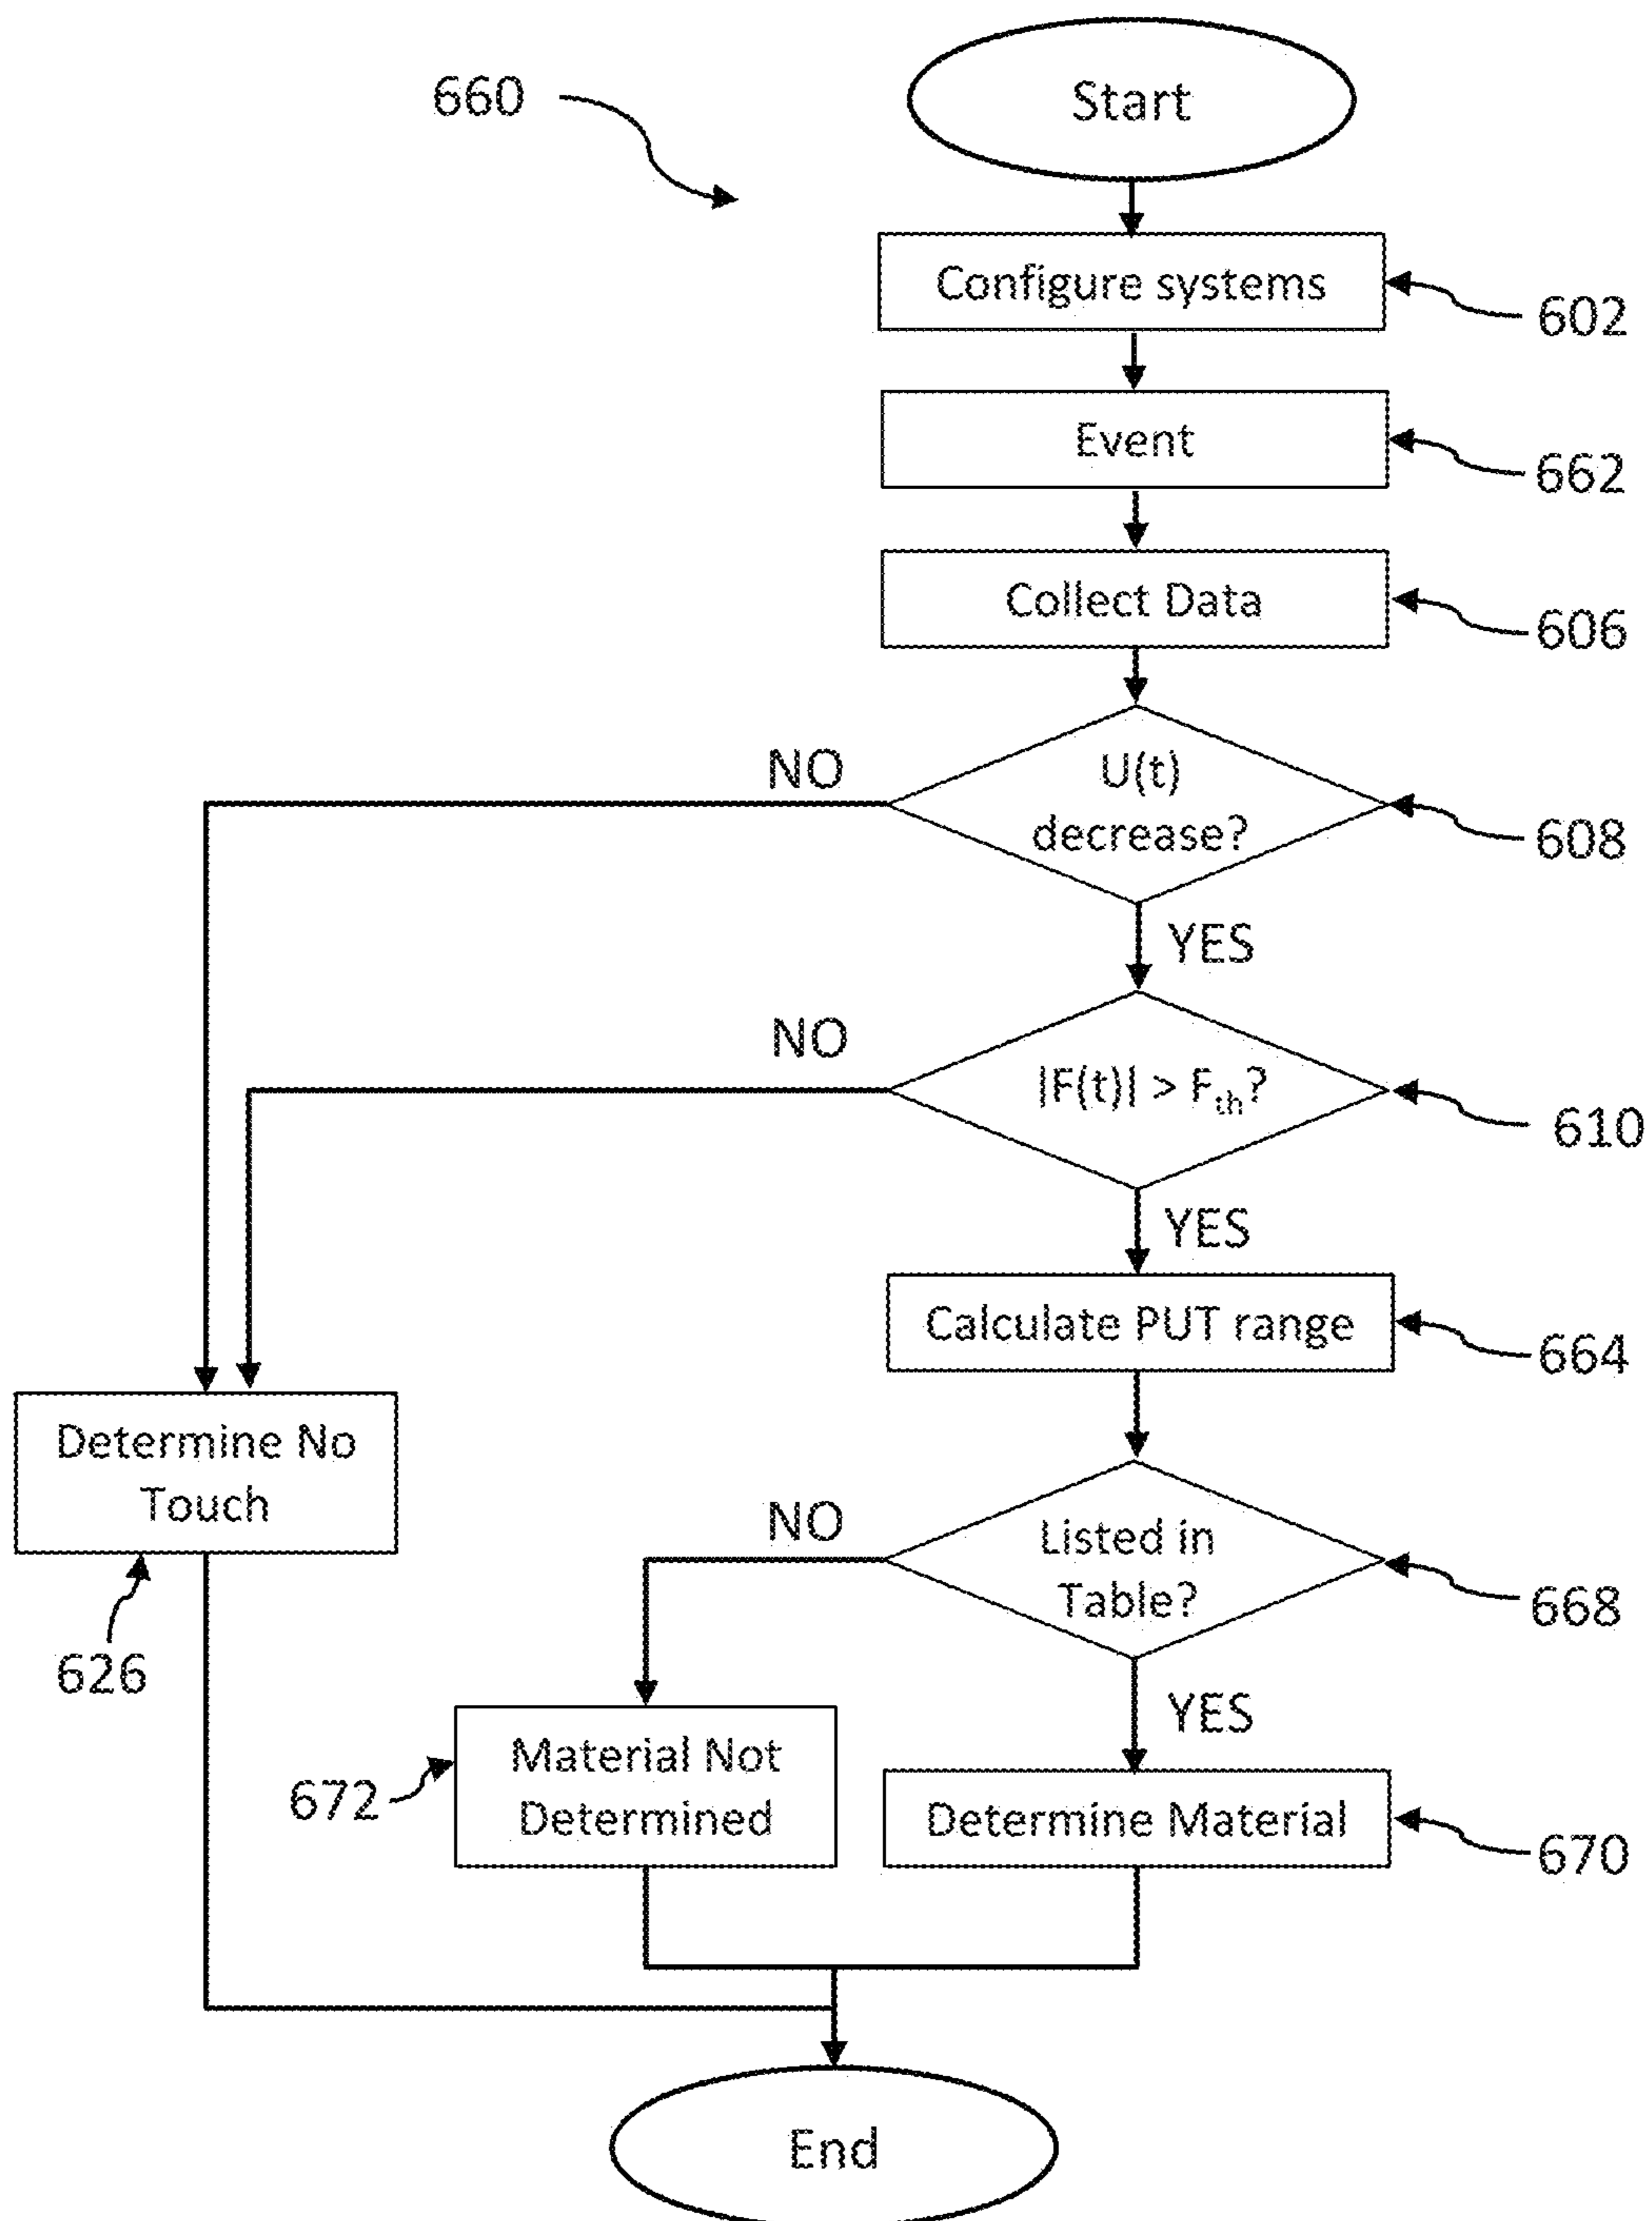 660
Start
Configure systems
602
Event
662
Collect Data
606
NO
U(t)
decrease?
608
YES
NO
|F(t)| > Fth?
610
YES
Calculate PUT range
664
Determine No
Touch
626
NO
Listed in
Table?
668
YES
Material Not
Determined
672
Determine Material
670
End